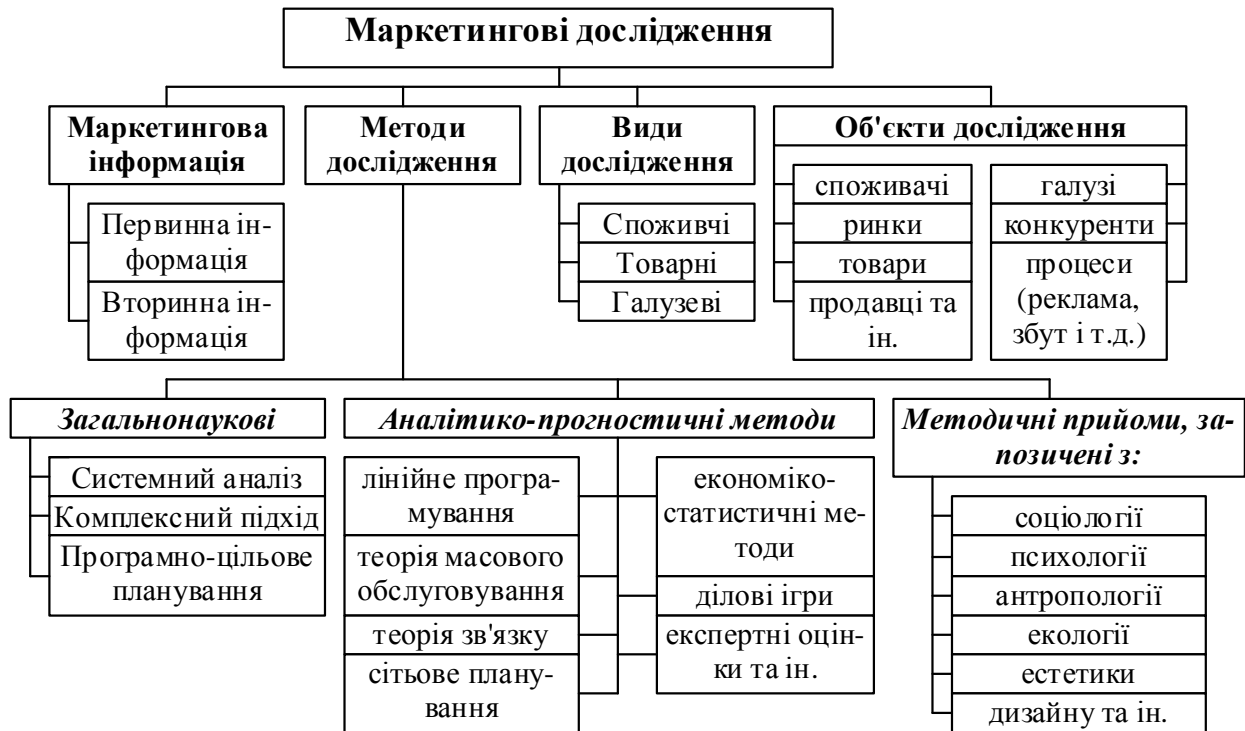 Маркетингові дослідження
Маркетингова
інформація
Первинна ін-
формація
Вторинна ін-
формація
Методи
дослідження
Види
дослідження
Споживчі
Товарні
Галузеві
Об'єкти дослідження
споживачі
ринки
товари
продавці та
ін.
галузі
конкуренти
процеси
(реклама,
збут і т.д.)
Загальнонаукові
Системний аналіз
Комплексний підхід
Програмно-цільове
планування
Аналітико-прогностичні методи
лінійне програ-
мування
теорія масового
обслуговування
теорія зв'язку
сітьове плану-
вання
економіко-
статистичні ме-
тоди
ділові ігри
експертні оцін-
ки та ін.
Методичні прийоми, за-
позичені з:
соціології
психології
антропології
екології
естетики
дизайну та ін.